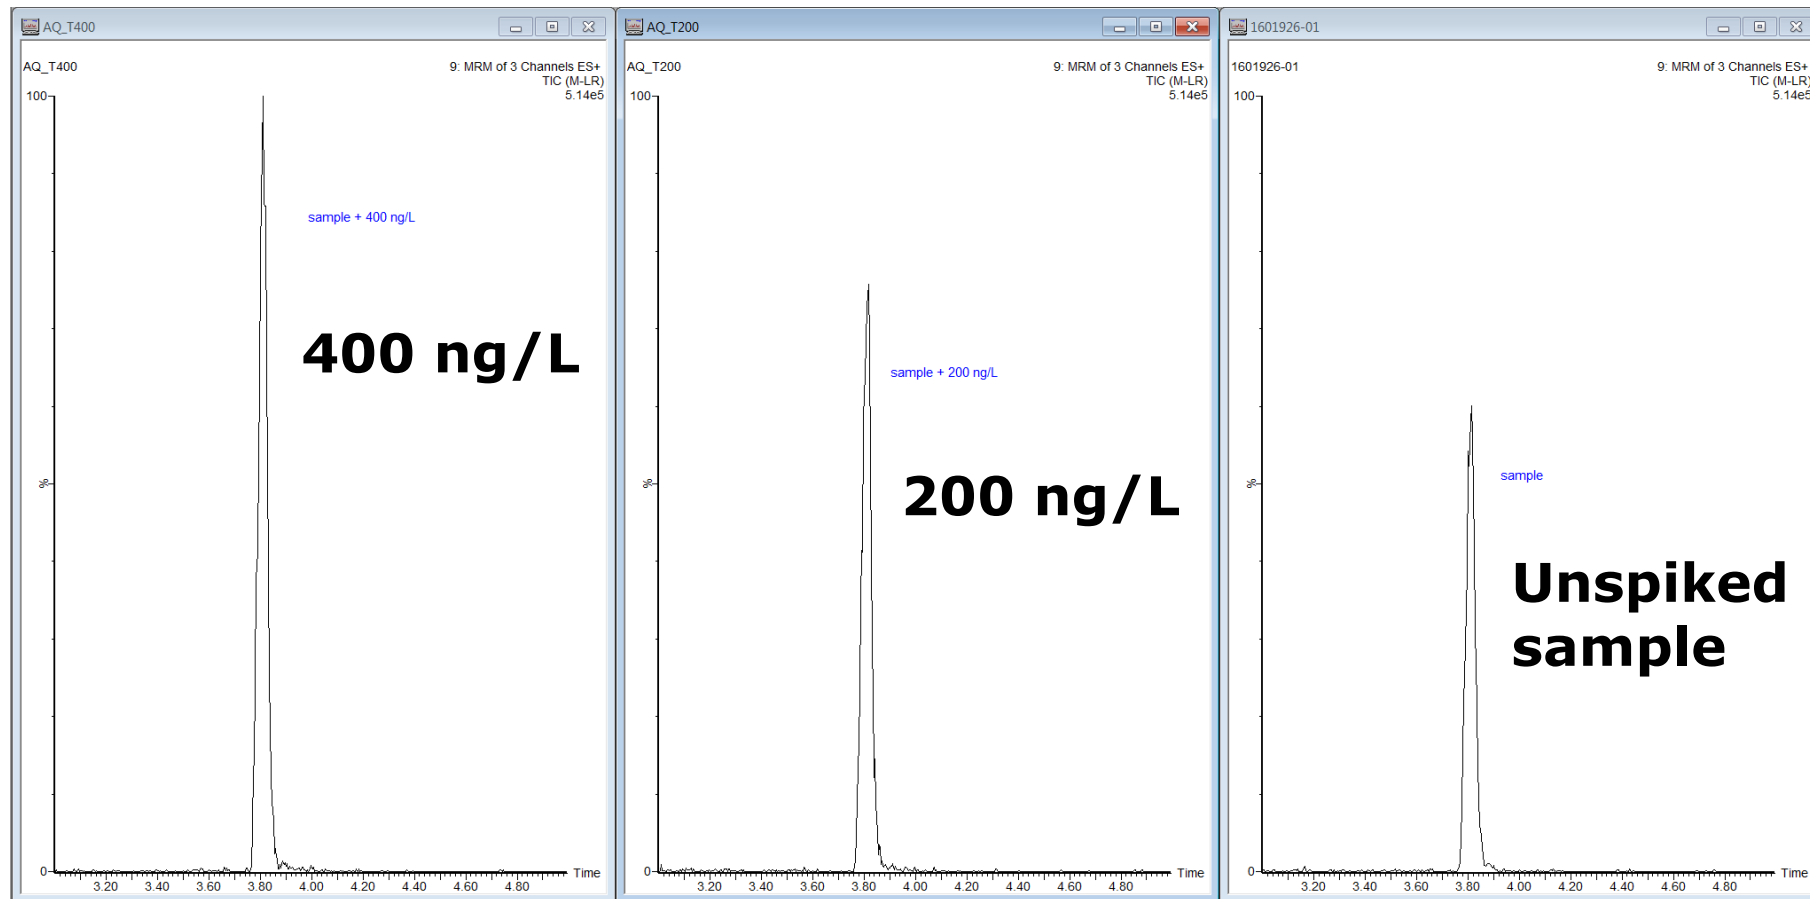 AQ_T400
AQ_T400
9: MRM of 3 Channels ES+
TIC (M-LR)
5.14e5
100
sample + 400 ng/L
400 ng/L
%
0
3.20 3.40 3.60 3.80 4.00 4.20 4.40 4.60 4.80
Time
AQ_T200
AQ_T200
9: MRM of 3 Channels ES+
TIC (M-LR)
5.14e5
100
sample + 200 ng/L
200 ng/L
%
0
3.20 3.40 3.60 3.80 4.00 4.20 4.40 4.60 4.80
Time
1601926-01
1601926-01
9: MRM of 3 Channels ES+
TIC (M-LR)
5.14e5
100
sample
%
Unspiked
sample
0
3.20 3.40 3.60 3.80 4.00 4.20 4.40 4.60 4.80
Time